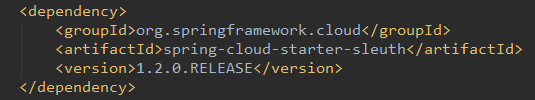 <dependency>
    <groupId>org.springframework.cloud</groupId>
    <artifactId>spring-cloud-starter-sleuth</artifactId>
    <version>1.2.0.RELEASE</version>
</dependency>